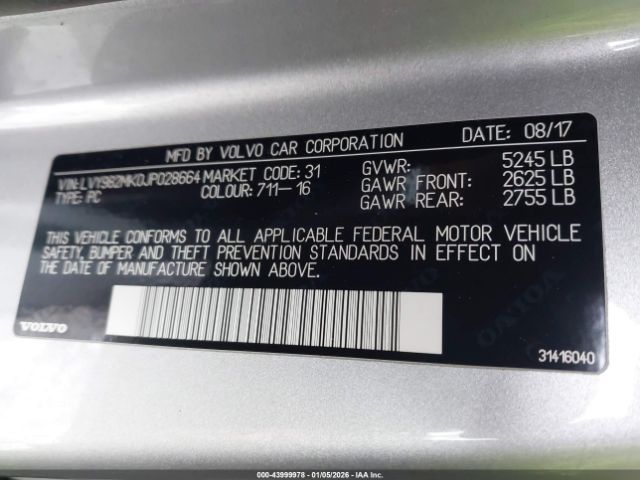 MFD BY VOLVO CAR CORPORATION DATE: 08/17
VIN: LVY982MK0JP028664 MARKET CODE: 31 GVWR: 5245 LB
TYPE: PC COLOUR: 711-16 GAWR FRONT: 2625 LB
GAWR REAR: 2755 LB
THIS VEHICLE CONFORMS TO ALL APPLICABLE FEDERAL MOTOR VEHICLE
SAFETY, BUMPER AND THEFT PREVENTION STANDARDS IN EFFECT ON
THE DATE OF MANUFACTURE SHOWN ABOVE.
VOLVO
31416040
000-43999978 - 01/05/2026 - IAA Inc.